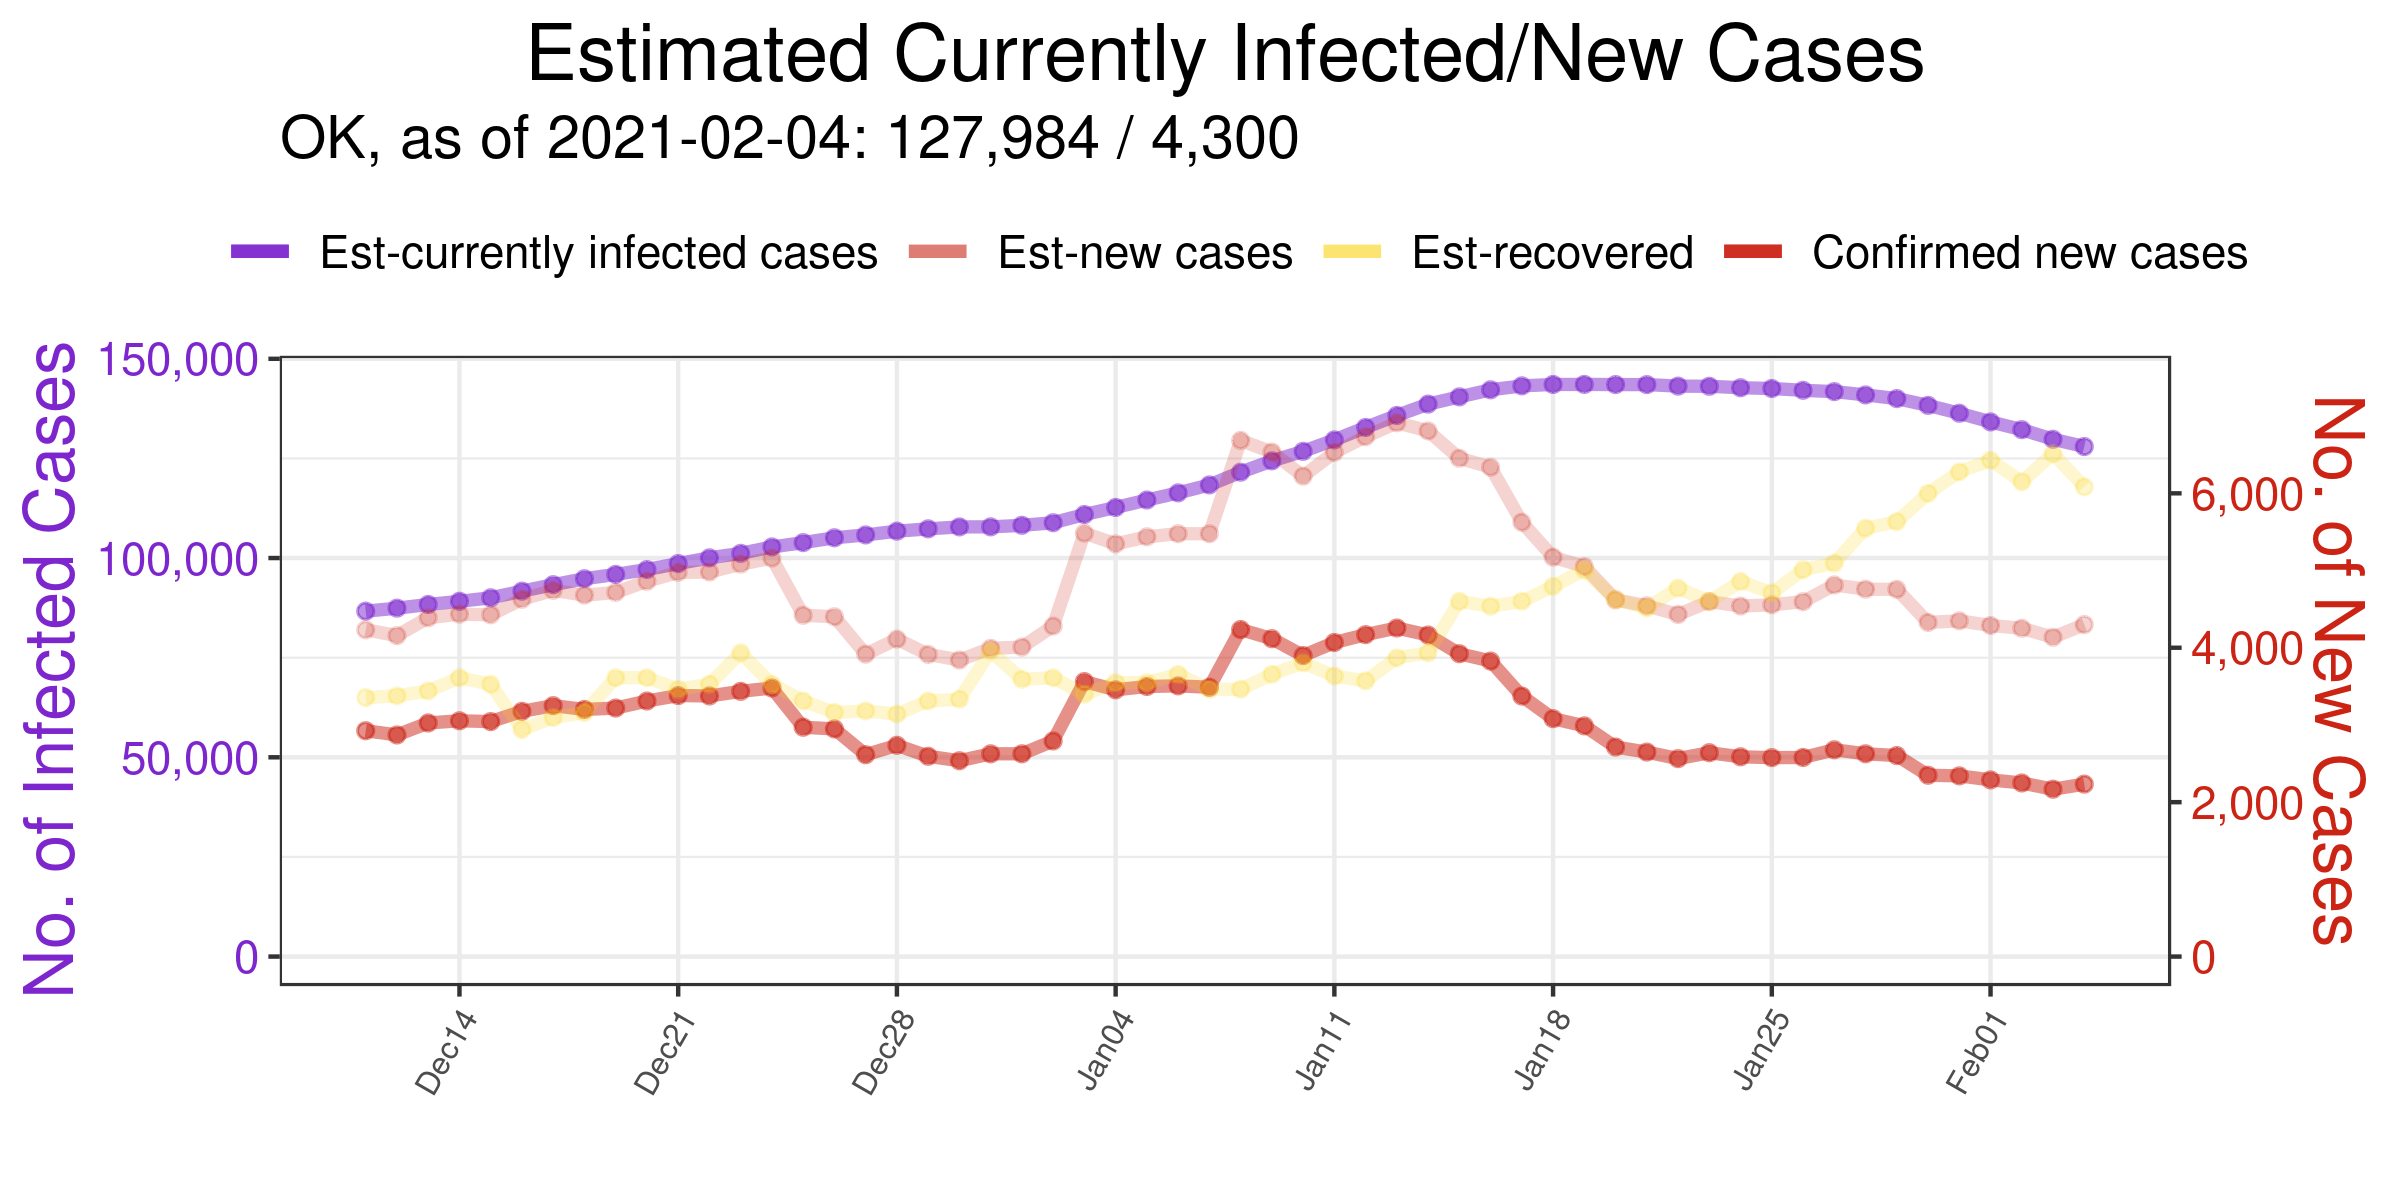 Estimated Currently Infected/New Cases
OK, as of 2021-02-04: 127,984 / 4,300
Est-currently infected cases Est-new cases Est-recovered Confirmed new cases
No. of Infected Cases
150,000
100,000
50,000
0
No. of New Cases
6,000
4,000
2,000
0
Dec14 Dec21 Dec28 Jan04 Jan11 Jan18 Jan25 Feb01